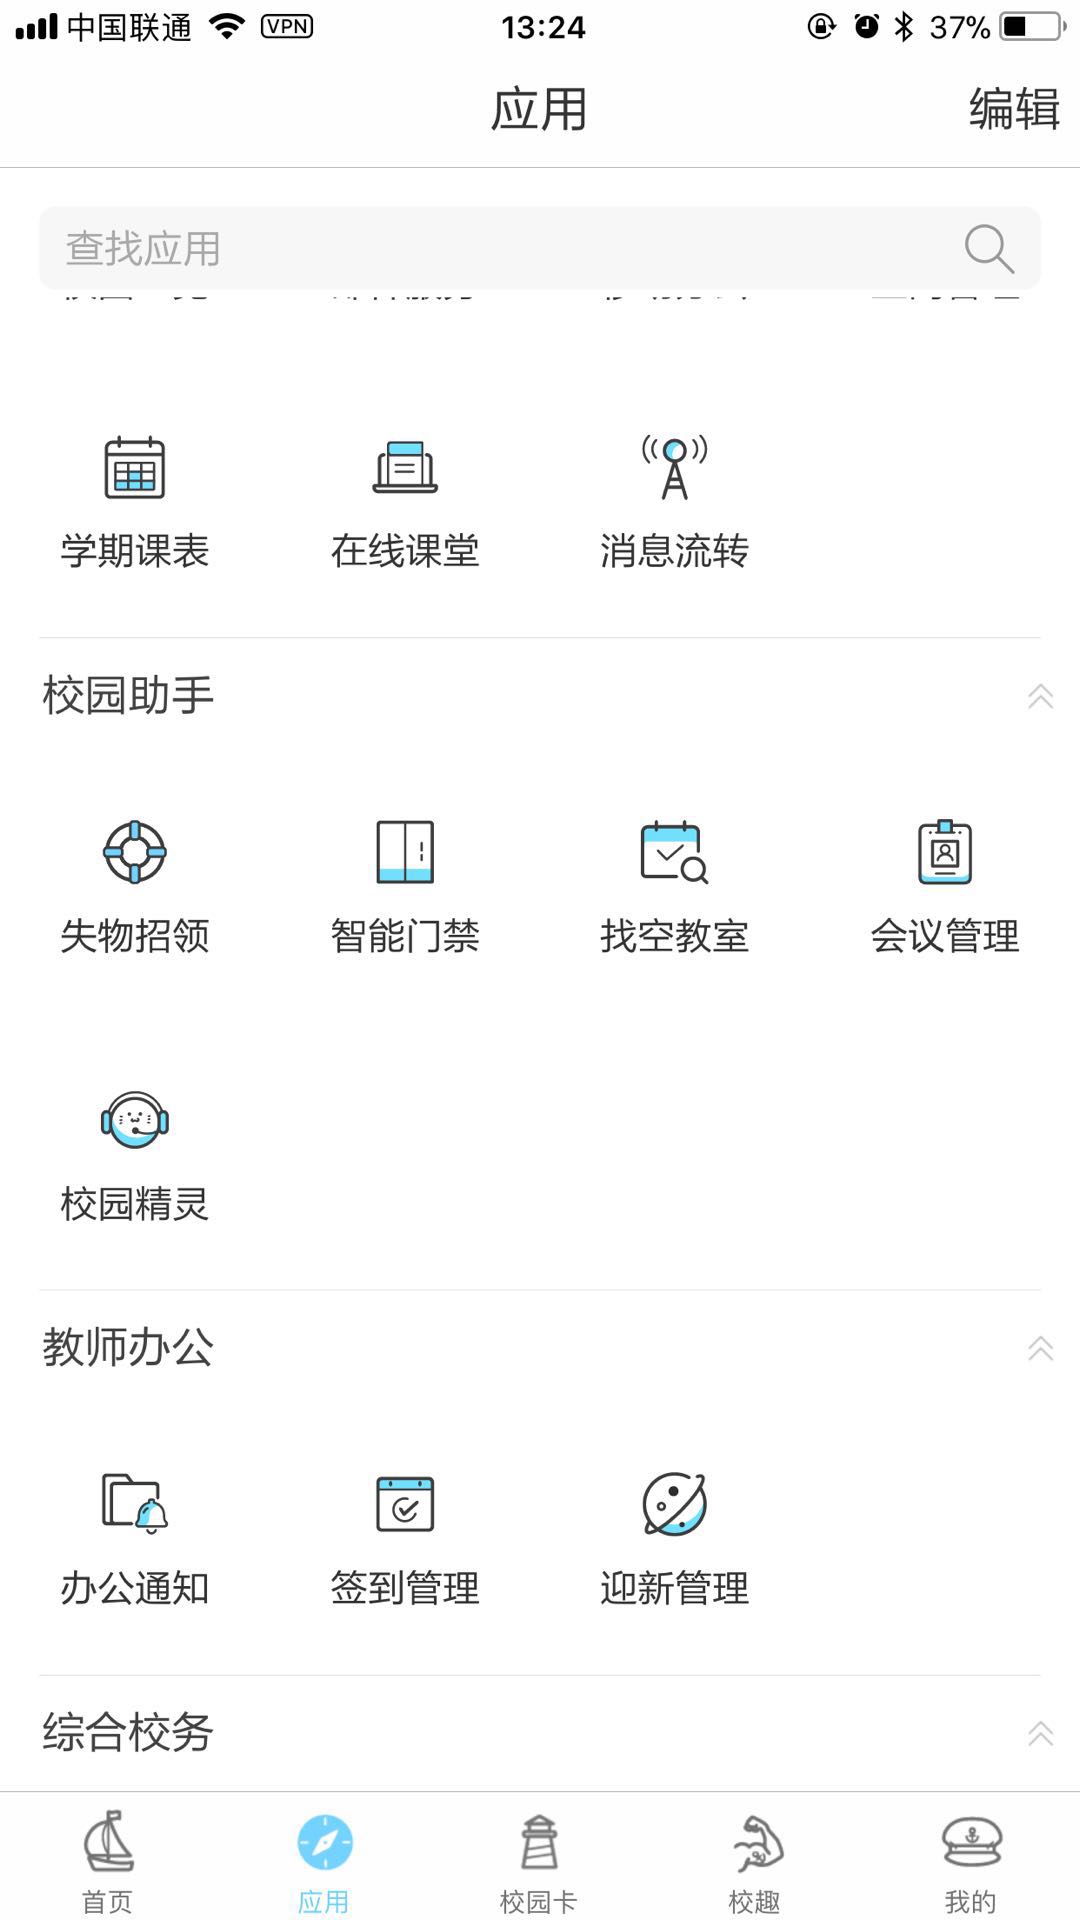 中国联通 VPN 13:24 37%
应用 编辑
查找应用
学期课表 在线课堂 消息流转
校园助手
失物招领 智能门禁 找空教室 会议管理
校园精灵
教师办公
办公通知 签到管理 迎新管理
综合校务
首页 应用 校园卡 校趣 我的